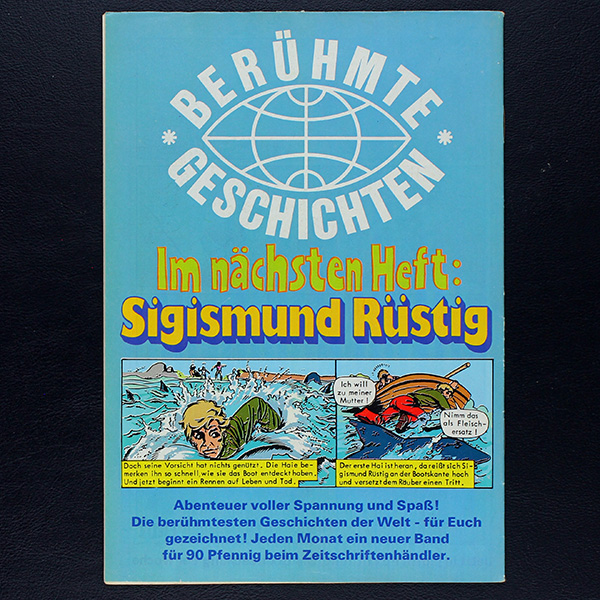 BERÜHMTE
* *
GESCHICHTEN
Im nächsten Heft:
Sigismund Rüstig
Doch seine Vorsicht hat nichts genützt. Die Haie be-
merken ihn so schnell, wie sie das Boot entdeckt haben.
Und jetzt beginnt ein Rennen auf Leben und Tod.
Ich will
zu meiner
Mutter!
Nimm das
als Fleisch-
ersatz!
Der erste Hai ist heran, da reißt sich Si-
gismund Rüstig an der Bootskante hoch
und versetzt dem Räuber einen Tritt.
Abenteuer voller Spannung und Spaß!
Die berühmtesten Geschichten der Welt - für Euch
gezeichnet! Jeden Monat ein neuer Band
für 90 Pfennig beim Zeitschriftenhändler.